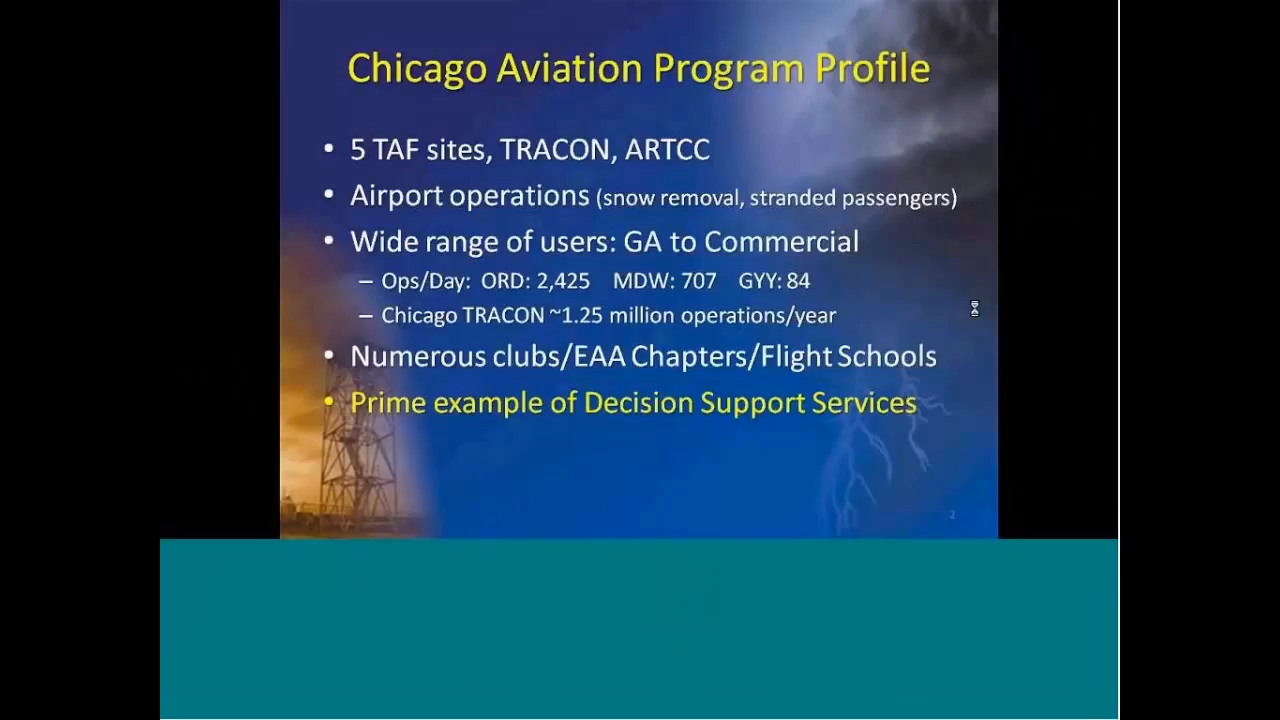 Chicago Aviation Program Profile
• 5 TAF sites, TRACON, ARTCC
• Airport operations (snow removal, stranded passengers)
• Wide range of users: GA to Commercial
– Ops/Day: ORD: 2,425 MDW: 707 GYY: 84
– Chicago TRACON ~1.25 million operations/year
• Numerous clubs/EAA Chapters/Flight Schools
• Prime example of Decision Support Services
2